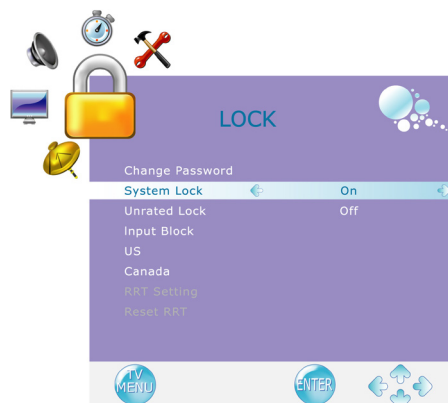 LOCK
Change Password
System Lock On
Unrated Lock Off
Input Block
US
Canada
RRT Setting
Reset RRT
TV MENU ENTER